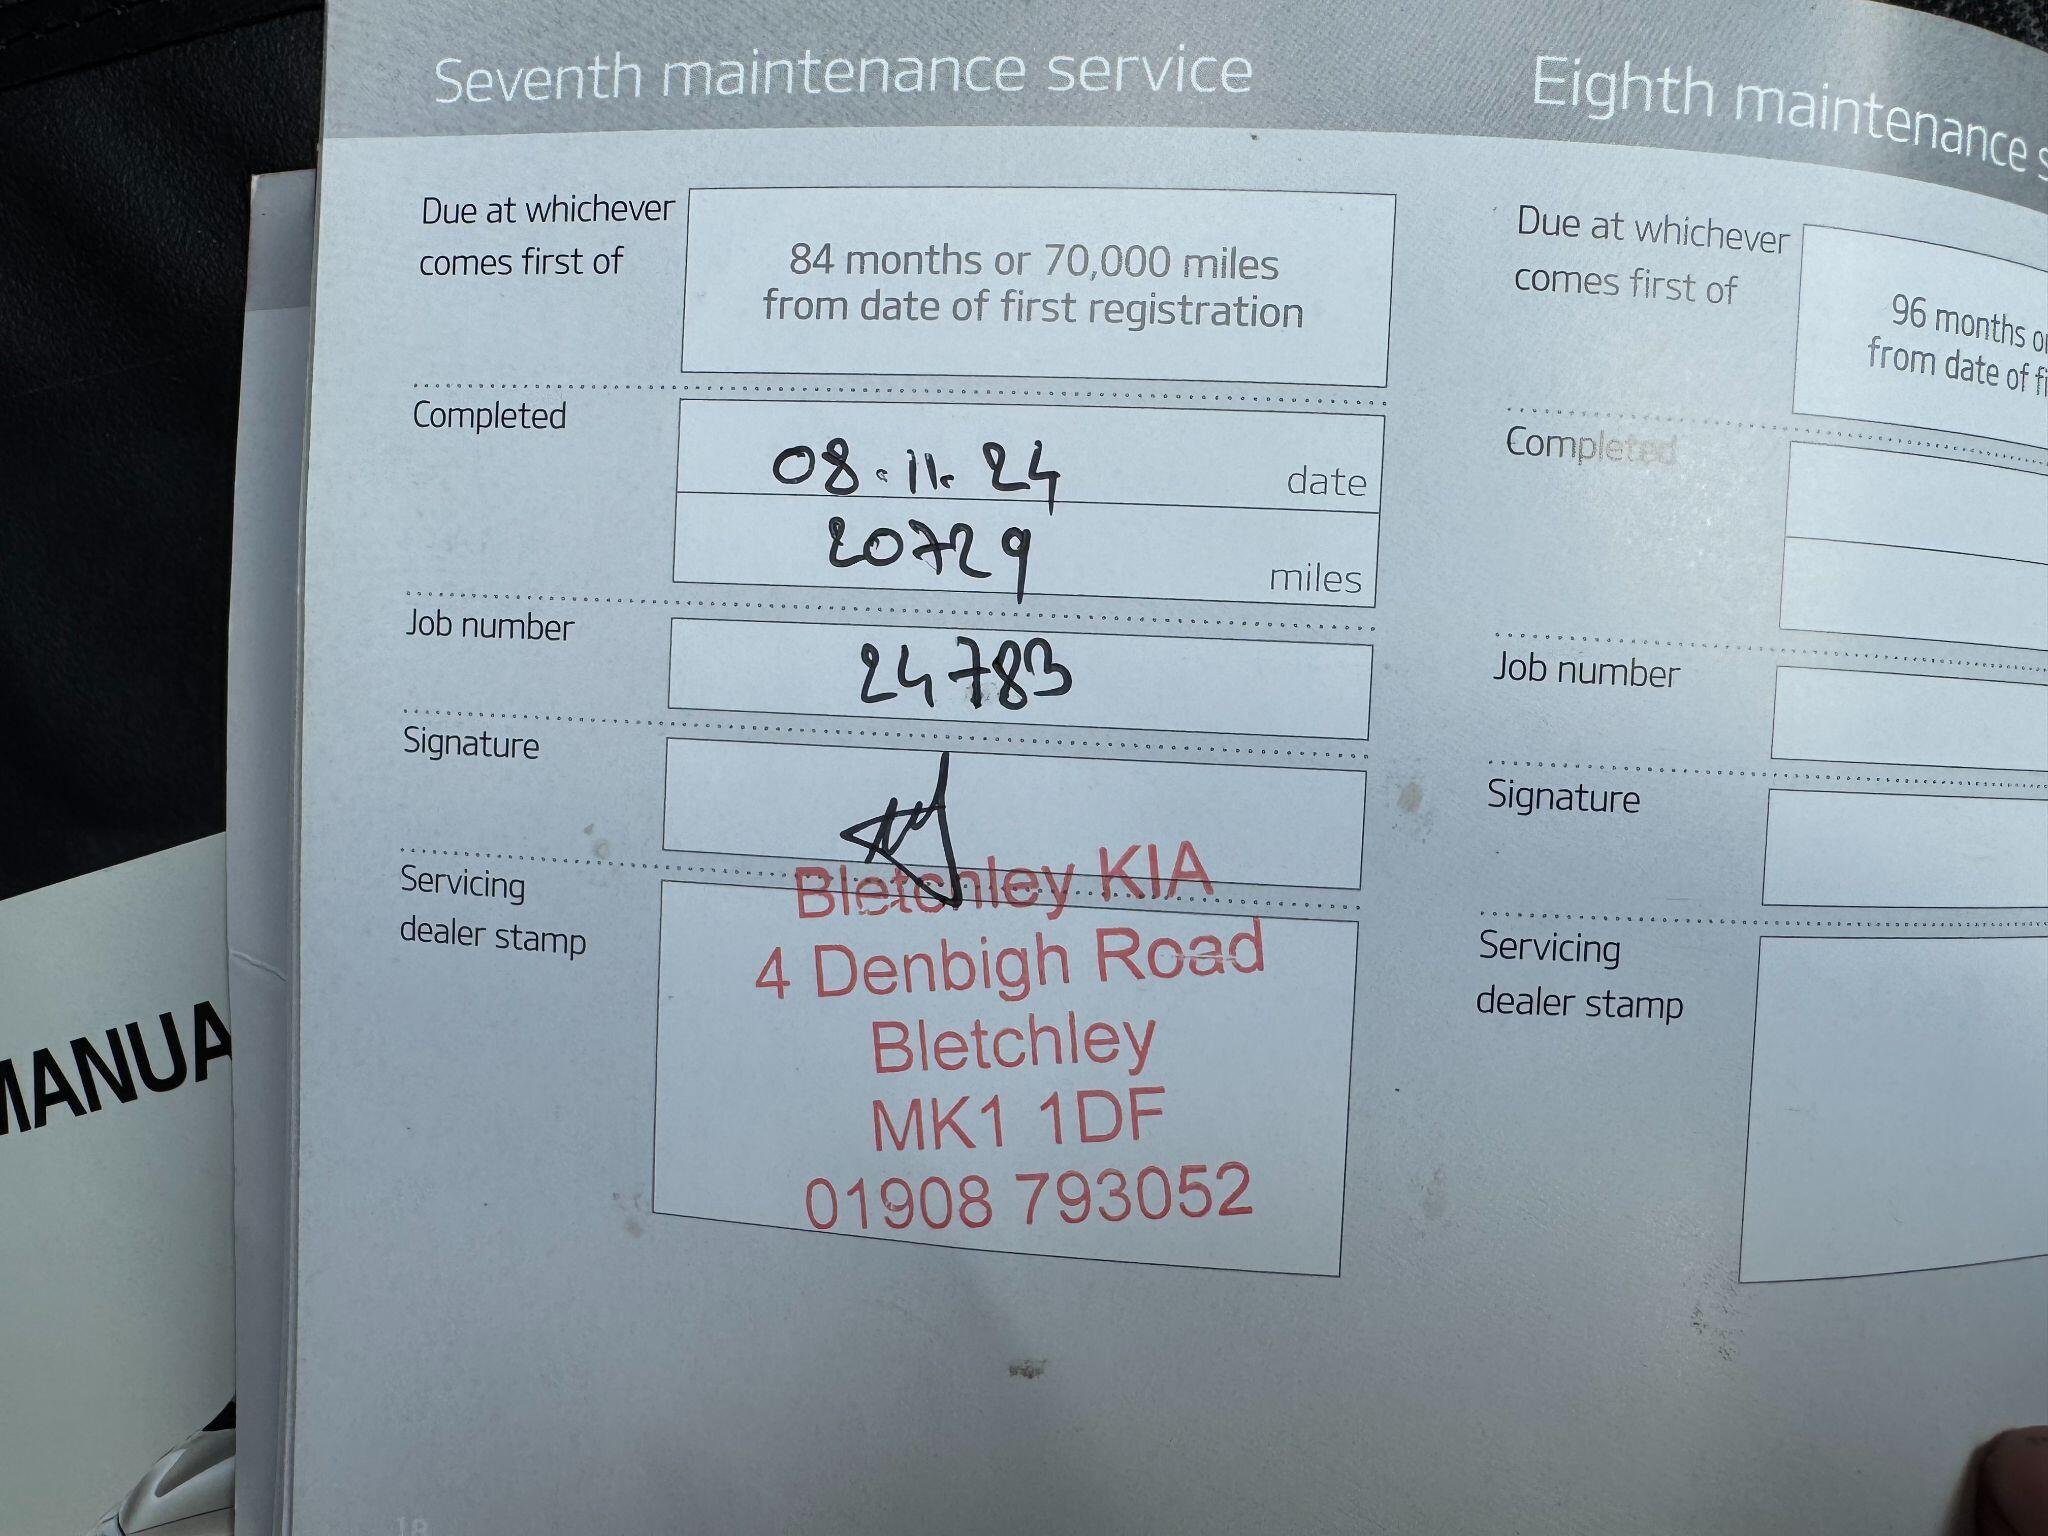 Seventh maintenance service
Due at whichever
comes first of
84 months or 70,000 miles
from date of first registration
Completed
08.11.24 date
20729 miles
Job number
24783
Signature
Servicing
dealer stamp
Bletchley KIA
4 Denbigh Road
Bletchley
MK1 1DF
01908 793052
18
Eighth maintenance s
Due at whichever
comes first of
96 months or
from date of fi
Completed
Job number
Signature
Servicing
dealer stamp
MANUA